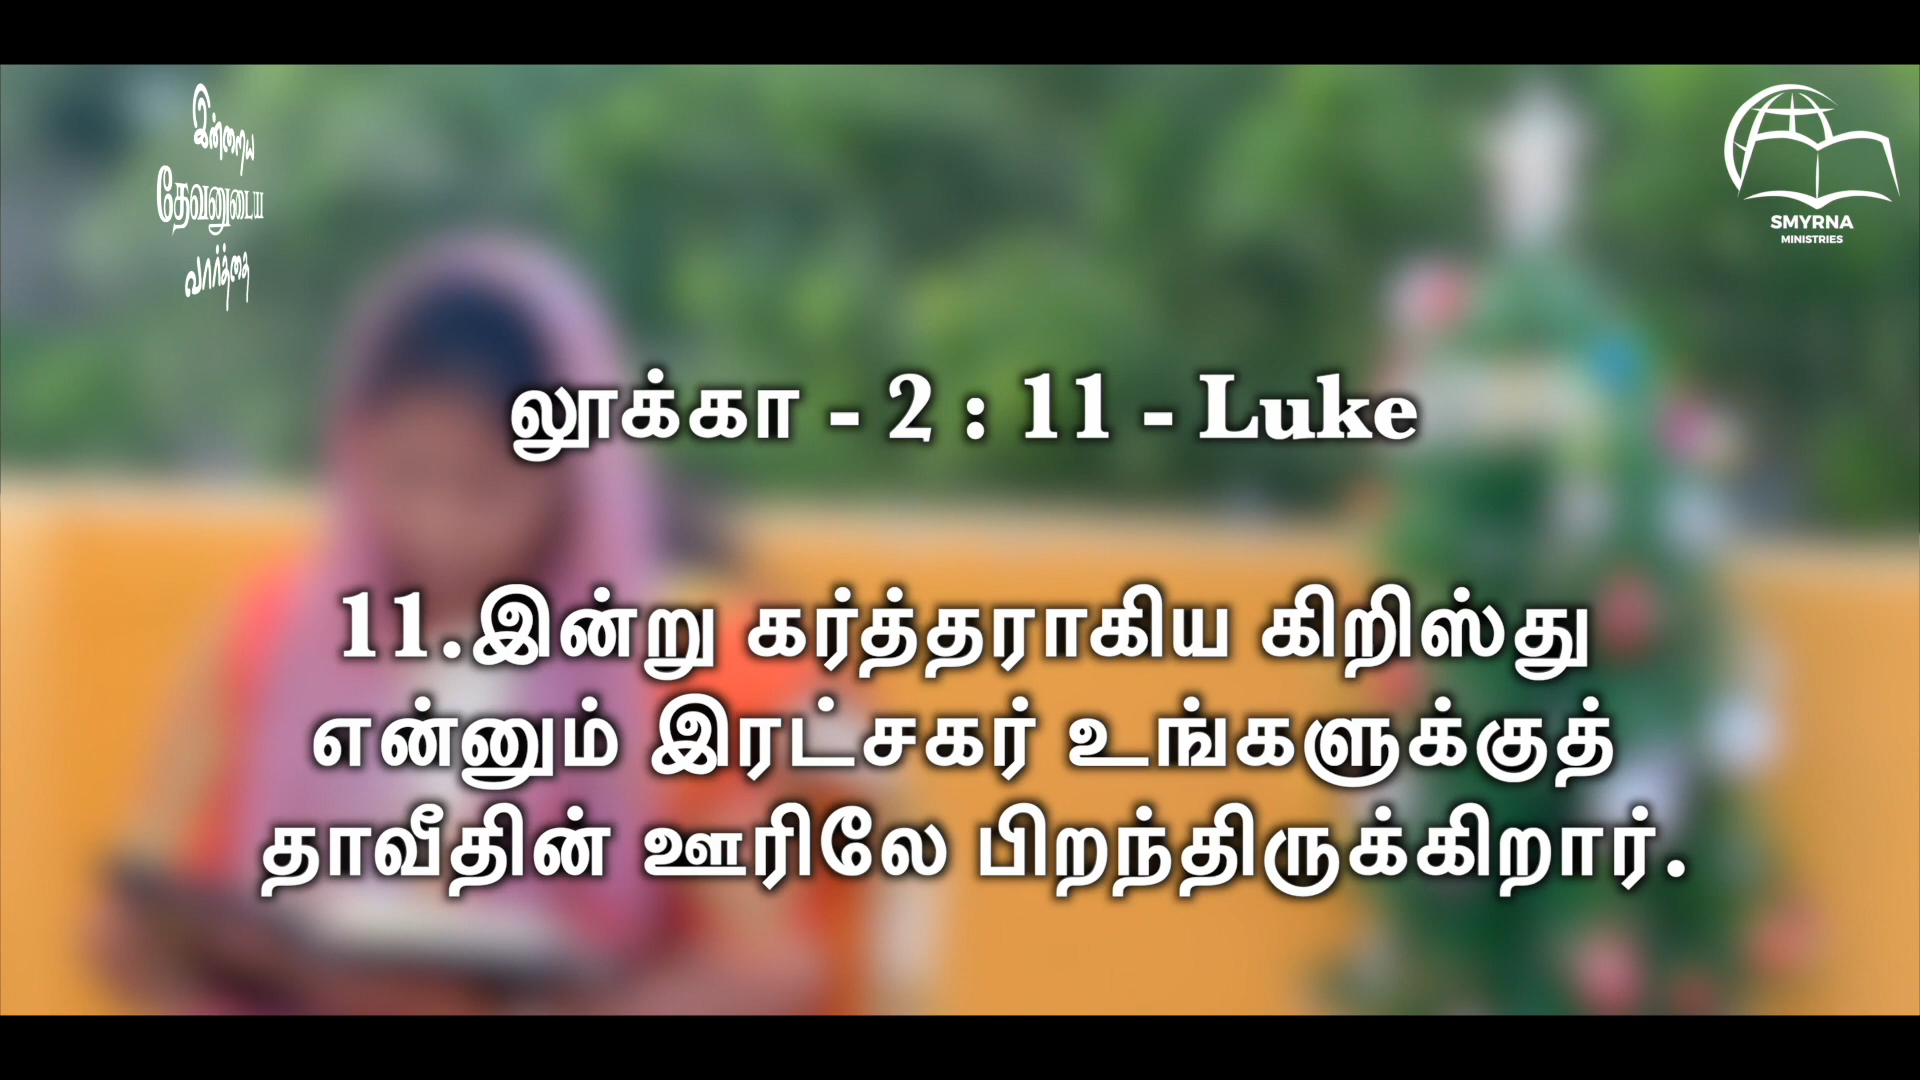 இன்றைய
தேவனுடைய
வார்த்தை
SMYRNA
MINISTRIES
லூக்கா - 2 : 11 - Luke
11.இன்று கர்த்தராகிய கிறிஸ்து
என்னும் இரட்சகர் உங்களுக்குத்
தாவீதின் ஊரிலே பிறந்திருக்கிறார்.